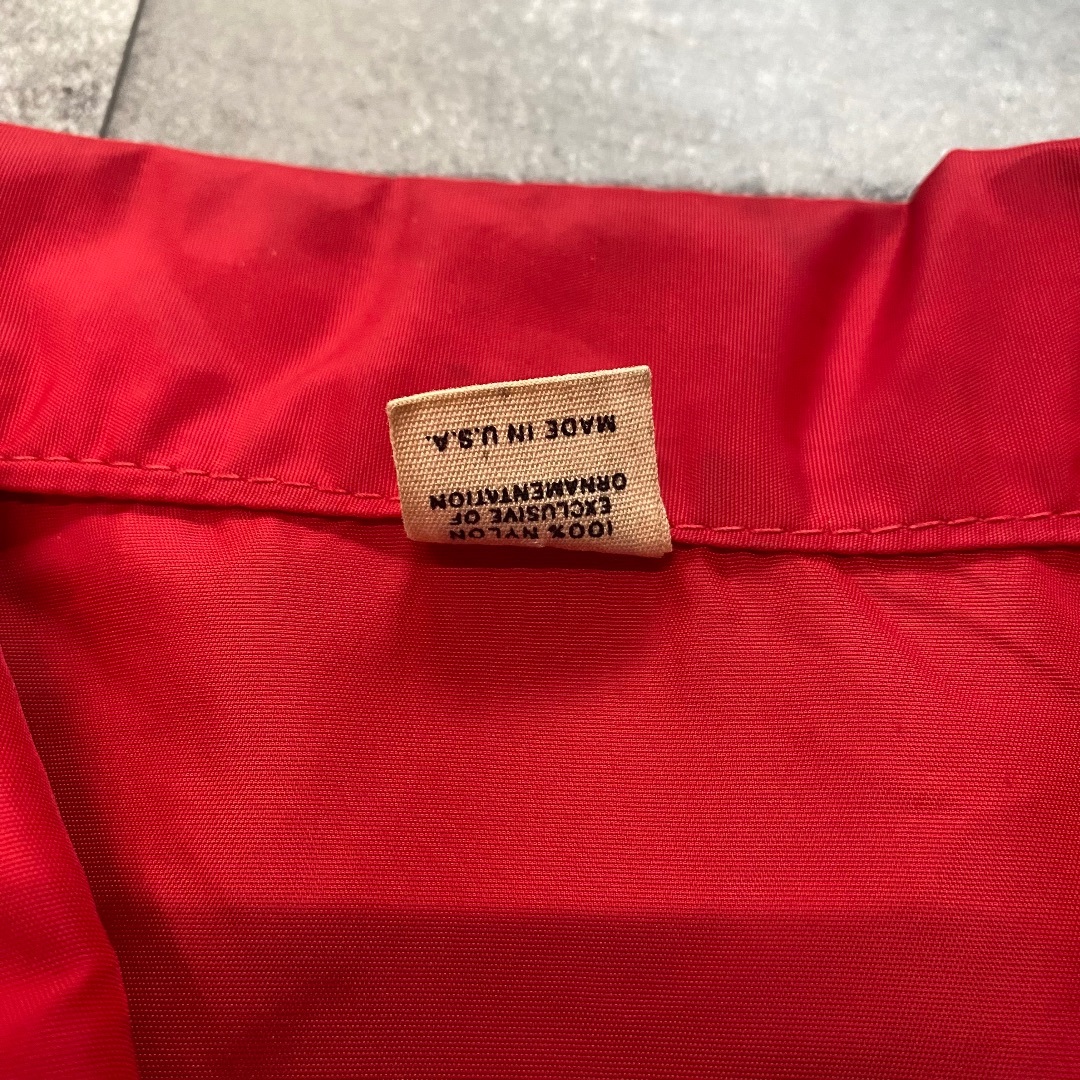 100% NYLON
EXCLUSIVE OF
ORNAMENTATION
MADE IN U.S.A.